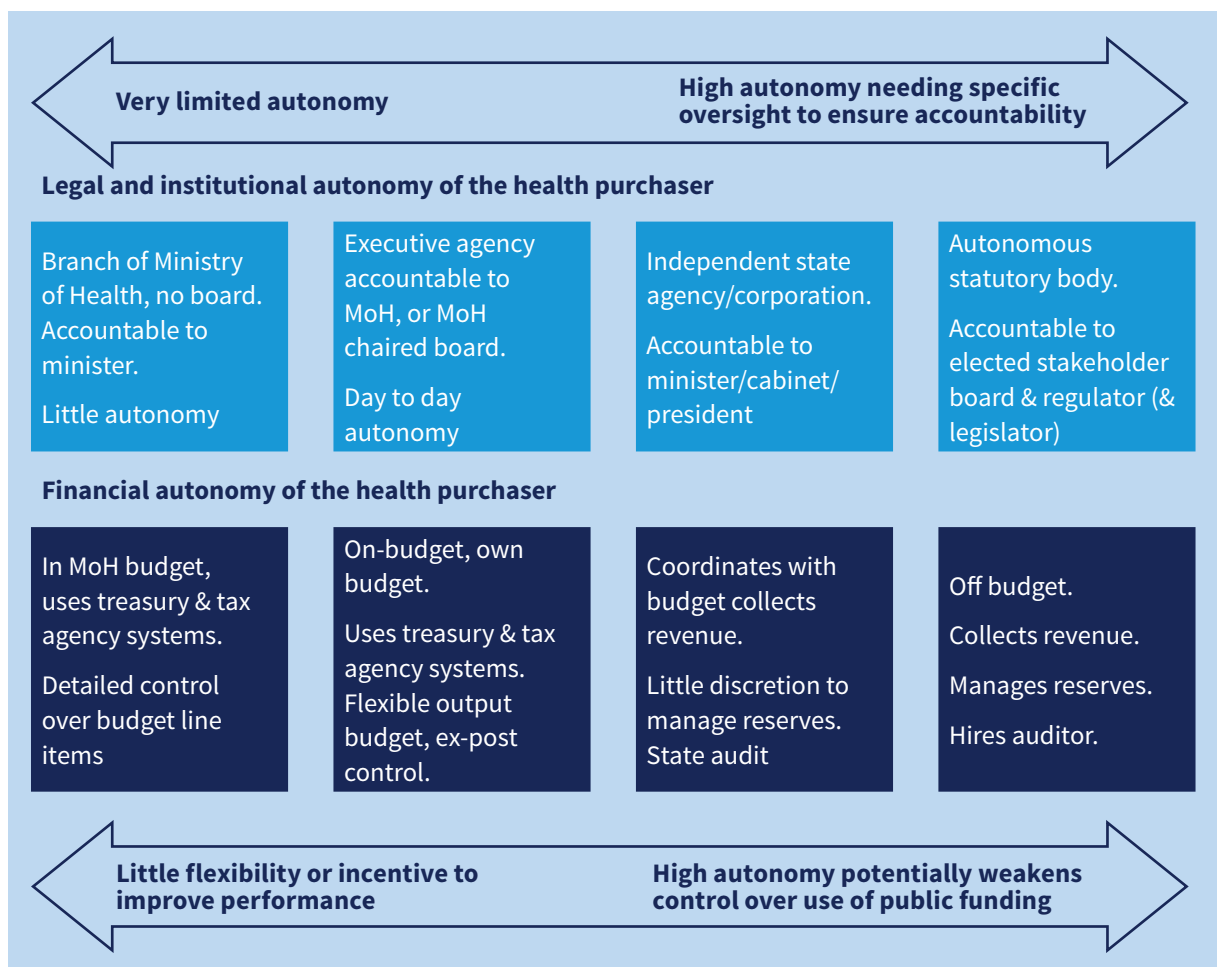 Very limited autonomy
High autonomy needing specific
oversight to ensure accountability
Legal and institutional autonomy of the health purchaser
Branch of Ministry
of Health, no board.
Accountable to
minister.
Little autonomy
Executive agency
accountable to
MoH, or MoH
chaired board.
Day to day
autonomy
Independent state
agency/corporation.
Accountable to
minister/cabinet/
president
Autonomous
statutory body.
Accountable to
elected stakeholder
board & regulator (&
legislator)
Financial autonomy of the health purchaser
In MoH budget,
uses treasury & tax
agency systems.
Detailed control
over budget line
items
On-budget, own
budget.
Uses treasury & tax
agency systems.
Flexible output
budget, ex-post
control.
Coordinates with
budget collects
revenue.
Little discretion to
manage reserves.
State audit
Off budget.
Collects revenue.
Manages reserves.
Hires auditor.
Little flexibility or incentive to
improve performance
High autonomy potentially weakens
control over use of public funding